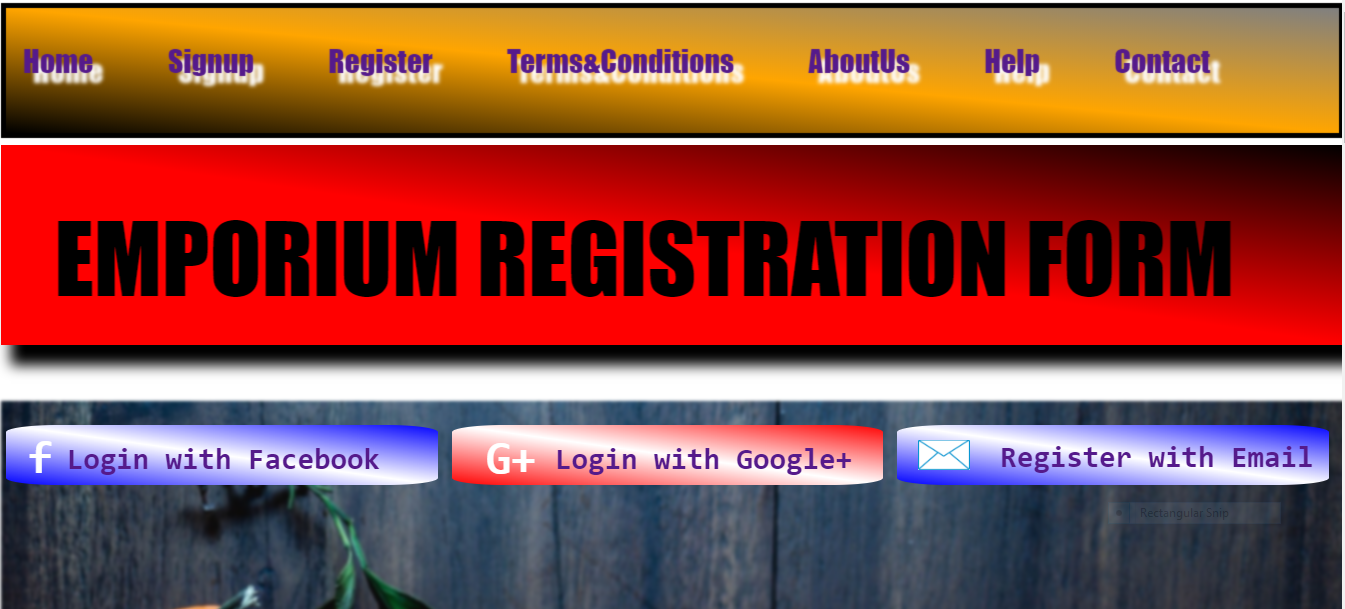 Home Signup Register Terms&Conditions AboutUs Help Contact
EMPORIUM REGISTRATION FORM
f Login with Facebook G+ Login with Google+ Register with Email
Rectangular Snip